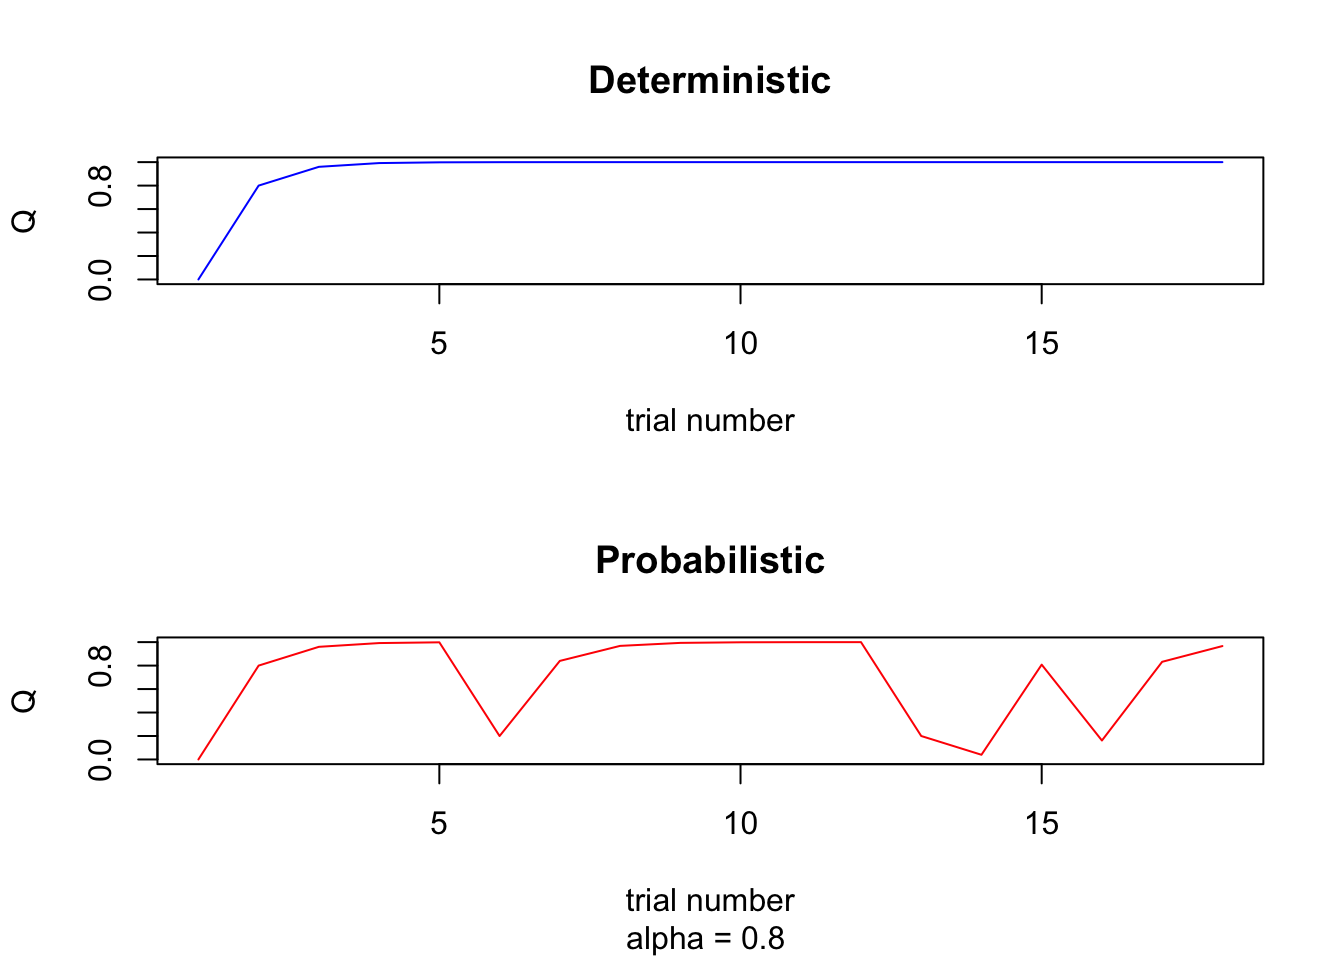 Deterministic
Q
0.8
0.0
5 10 15
trial number
Probabilistic
Q
0.8
0.0
5 10 15
trial number
alpha = 0.8